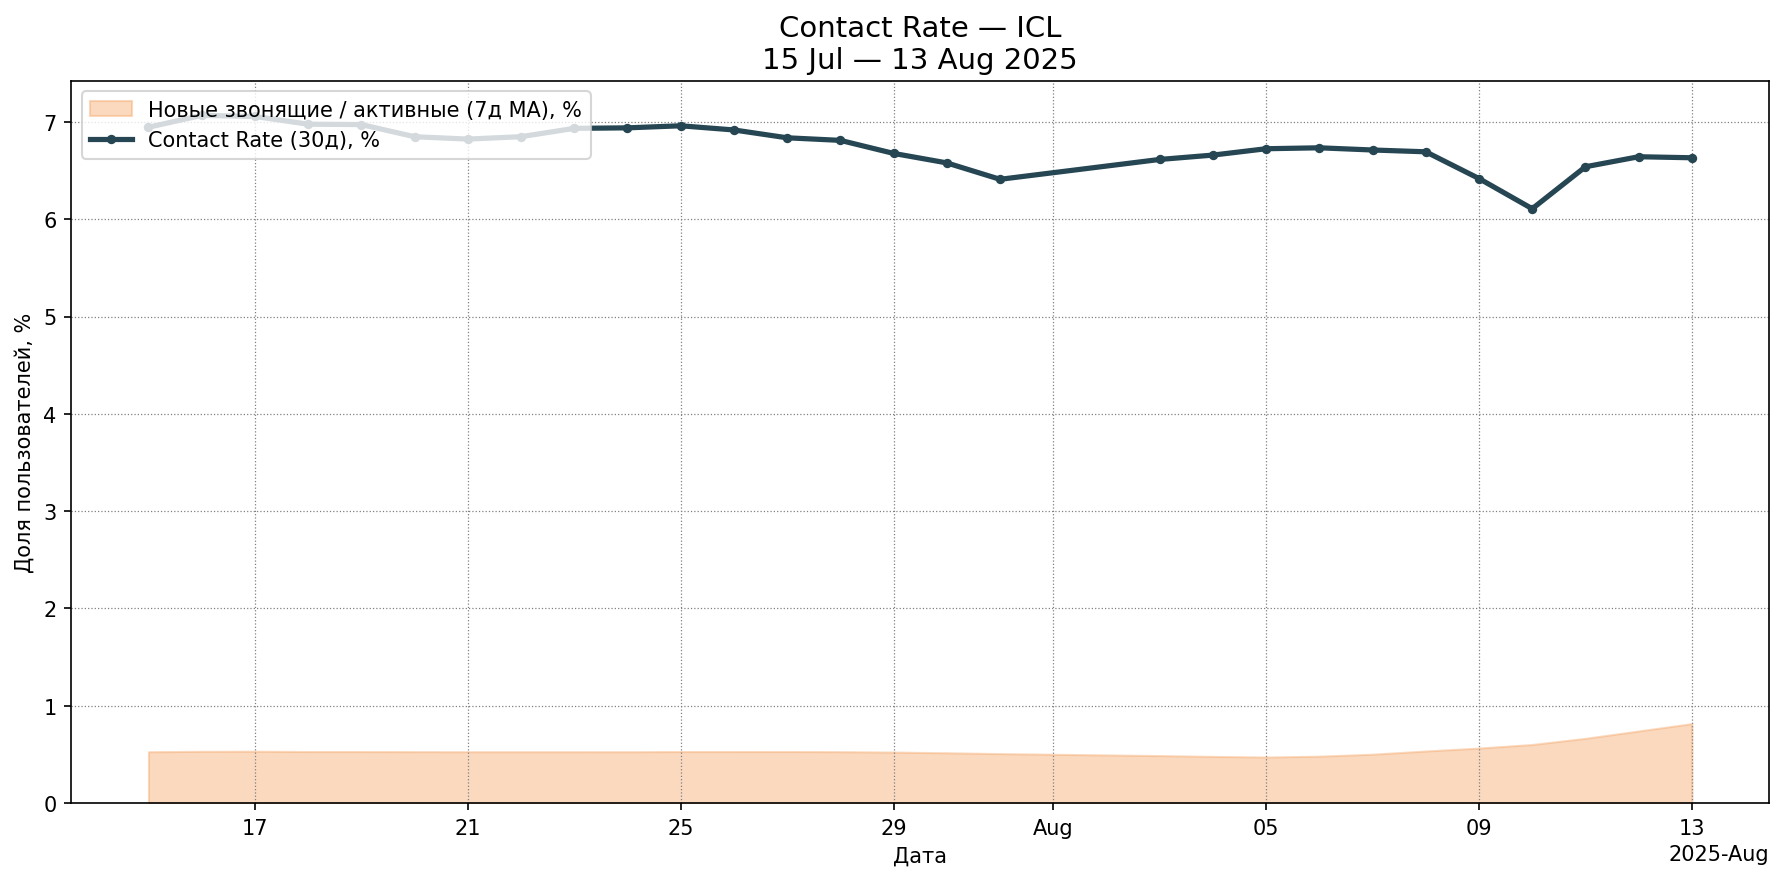 Contact Rate — ICL
15 Jul — 13 Aug 2025
Новые звонящие / активные (7д MA), %
Contact Rate (30д), %
Доля пользователей, %
7
6
5
4
3
2
1
0
17
21
25
29
Aug
05
09
13
Дата
2025-Aug